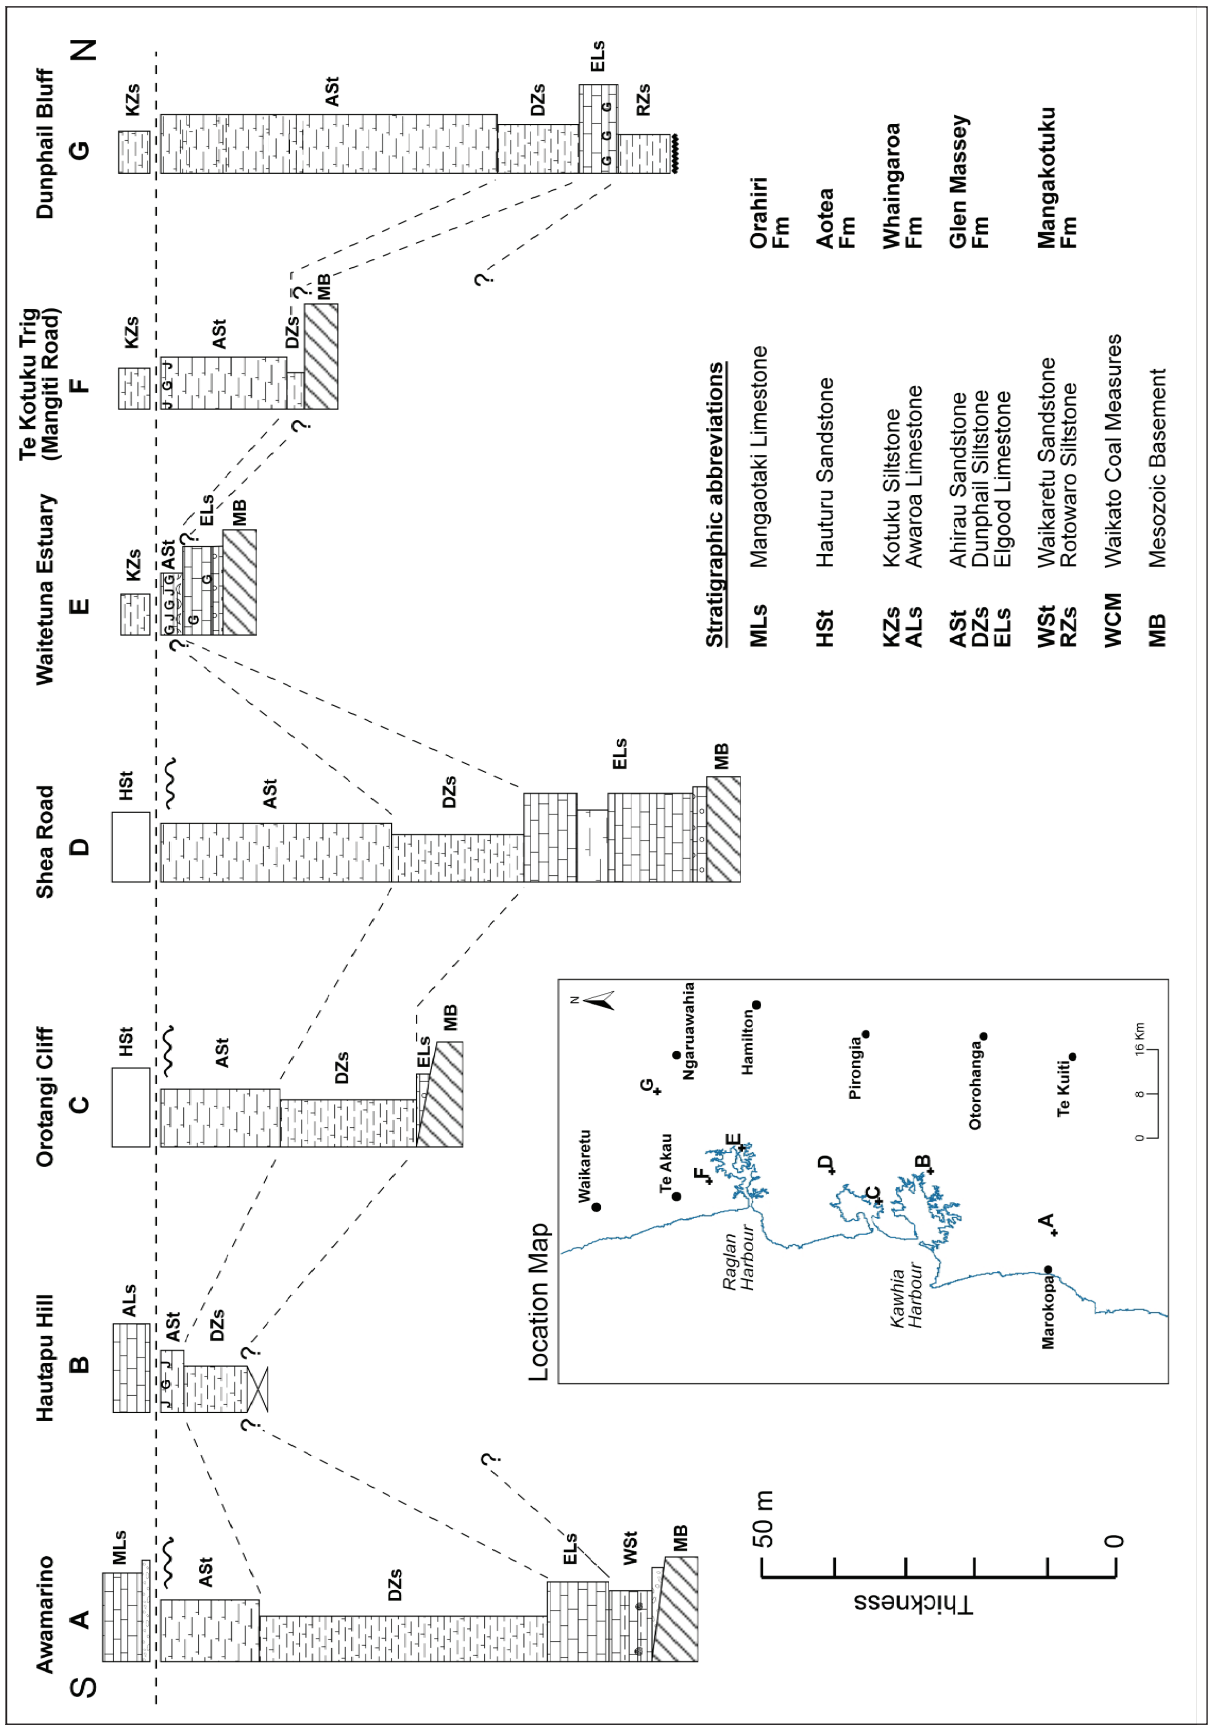 S
N
Awamarino
A
MLs
ASt
DZs
ELs
WSt
MB
?
Hautapu Hill
B
ALs
J G J
ASt
DZs
?
?
Orotangi Cliff
C
HSt
ASt
DZs
ELs
MB
Shea Road
D
HSt
ASt
DZs
ELs
MB
Waitetuna Estuary
E
KZs
?
G J G J G J G
ASt
?
G
G
ELs
MB
Te Kotuku Trig
(Mangiti Road)
F
KZs
J G J
ASt
DZs
?
?
MB
Dunphail Bluff
G
KZs
ASt
DZs
ELs
G G G
RZs
?
Thickness
50 m
0
Location Map
N
Waikaretu
Te Akau
Ngaruawahia
Hamilton
Pirongia
Otorohanga
Te Kuiti
Marokopa
Raglan
Harbour
Kawhia
Harbour
A
B
C
D
E
F
G
0 8 16 Km
Stratigraphic abbreviations
MLs Mangaotaki Limestone Orahiri
Fm
HSt Hauturu Sandstone Aotea
Fm
KZs Kotuku Siltstone Whaingaroa
ALs Awaroa Limestone Fm
ASt Ahirau Sandstone Glen Massey
DZs Dunphail Siltstone Fm
ELs Elgood Limestone
WSt Waikaretu Sandstone Mangakotuku
RZs Rotowaro Siltstone Fm
WCM Waikato Coal Measures
MB Mesozoic Basement